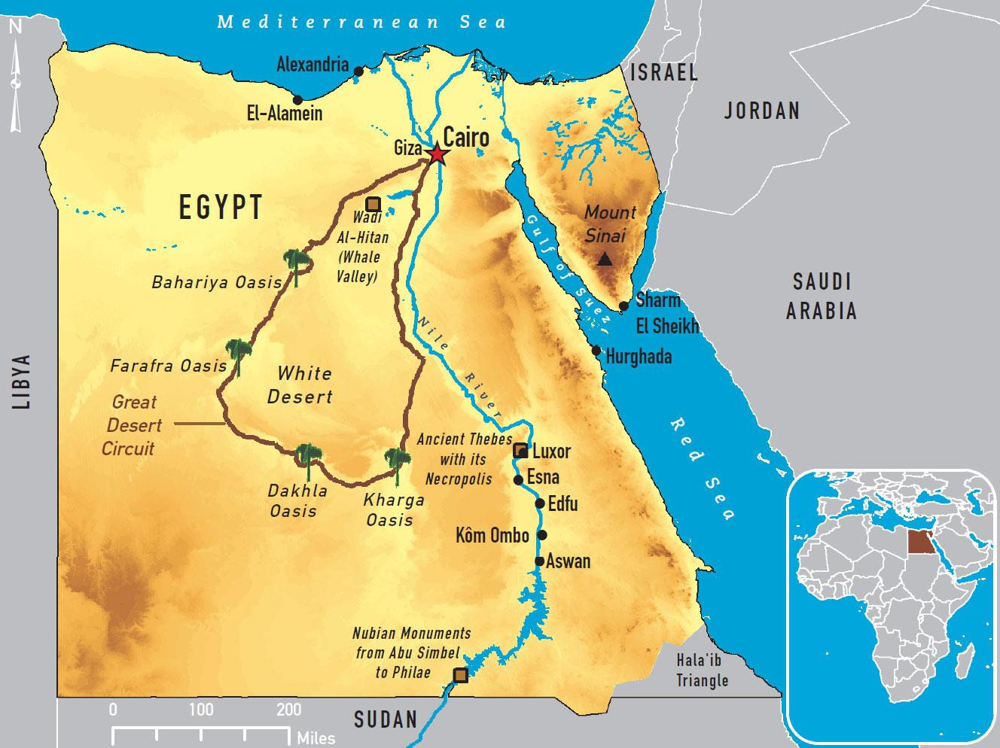 Mediterranean Sea
N
Alexandria
ISRAEL
El-Alamein
JORDAN
Cairo
Giza
EGYPT
Mount
Sinai
Wadi
Al-Hitan
(Whale
Valley)
Gulf of Suez
Bahariya Oasis
SAUDI
ARABIA
Sharm
El Sheikh
Nile River
Hurghada
LIBYA
Farafra Oasis
White
Desert
Great
Desert
Circuit
Red Sea
Ancient Thebes
with its
Necropolis
Luxor
Esna
Dakhla
Oasis
Kharga
Oasis
Edfu
Kôm Ombo
Aswan
Nubian Monuments
from Abu Simbel
to Philae
Hala'ib
Triangle
SUDAN
0 100 200
Miles